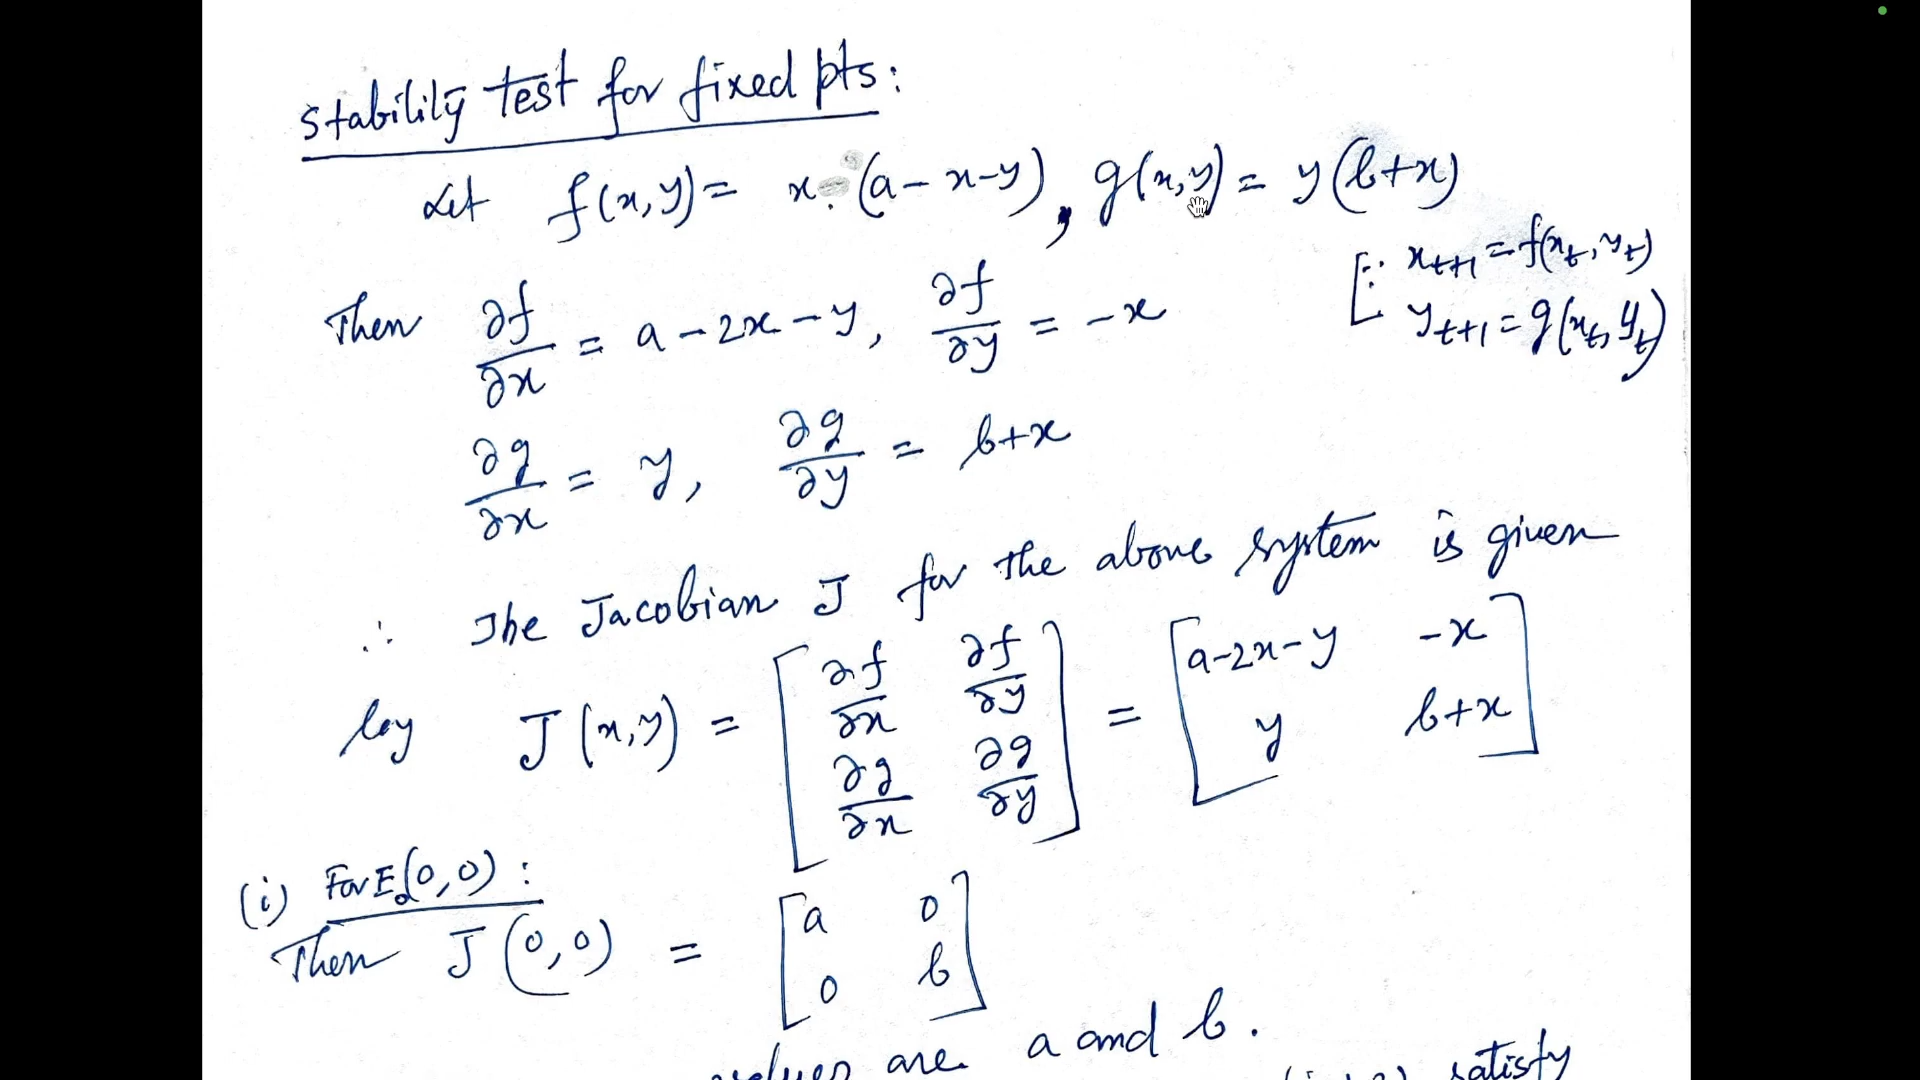 stability test for fixed pts:
Let f(x,y) = x (a-x-y), g(x,y) = y(b+x)
[∵ x_{t+1} = f(x_t, y_t)
y_{t+1} = g(x_t, y_t)
Then ∂f/∂x = a-2x-y, ∂f/∂y = -x
∂g/∂x = y, ∂g/∂y = b+x
∴ The Jacobian J for the above system is given
by J(x,y) = [∂f/∂x ∂f/∂y; ∂g/∂x ∂g/∂y] = [a-2x-y -x; y b+x]
(i) For E₀(0,0):
Then J(0,0) = [a 0; 0 b]
values are a and b.
satisfy